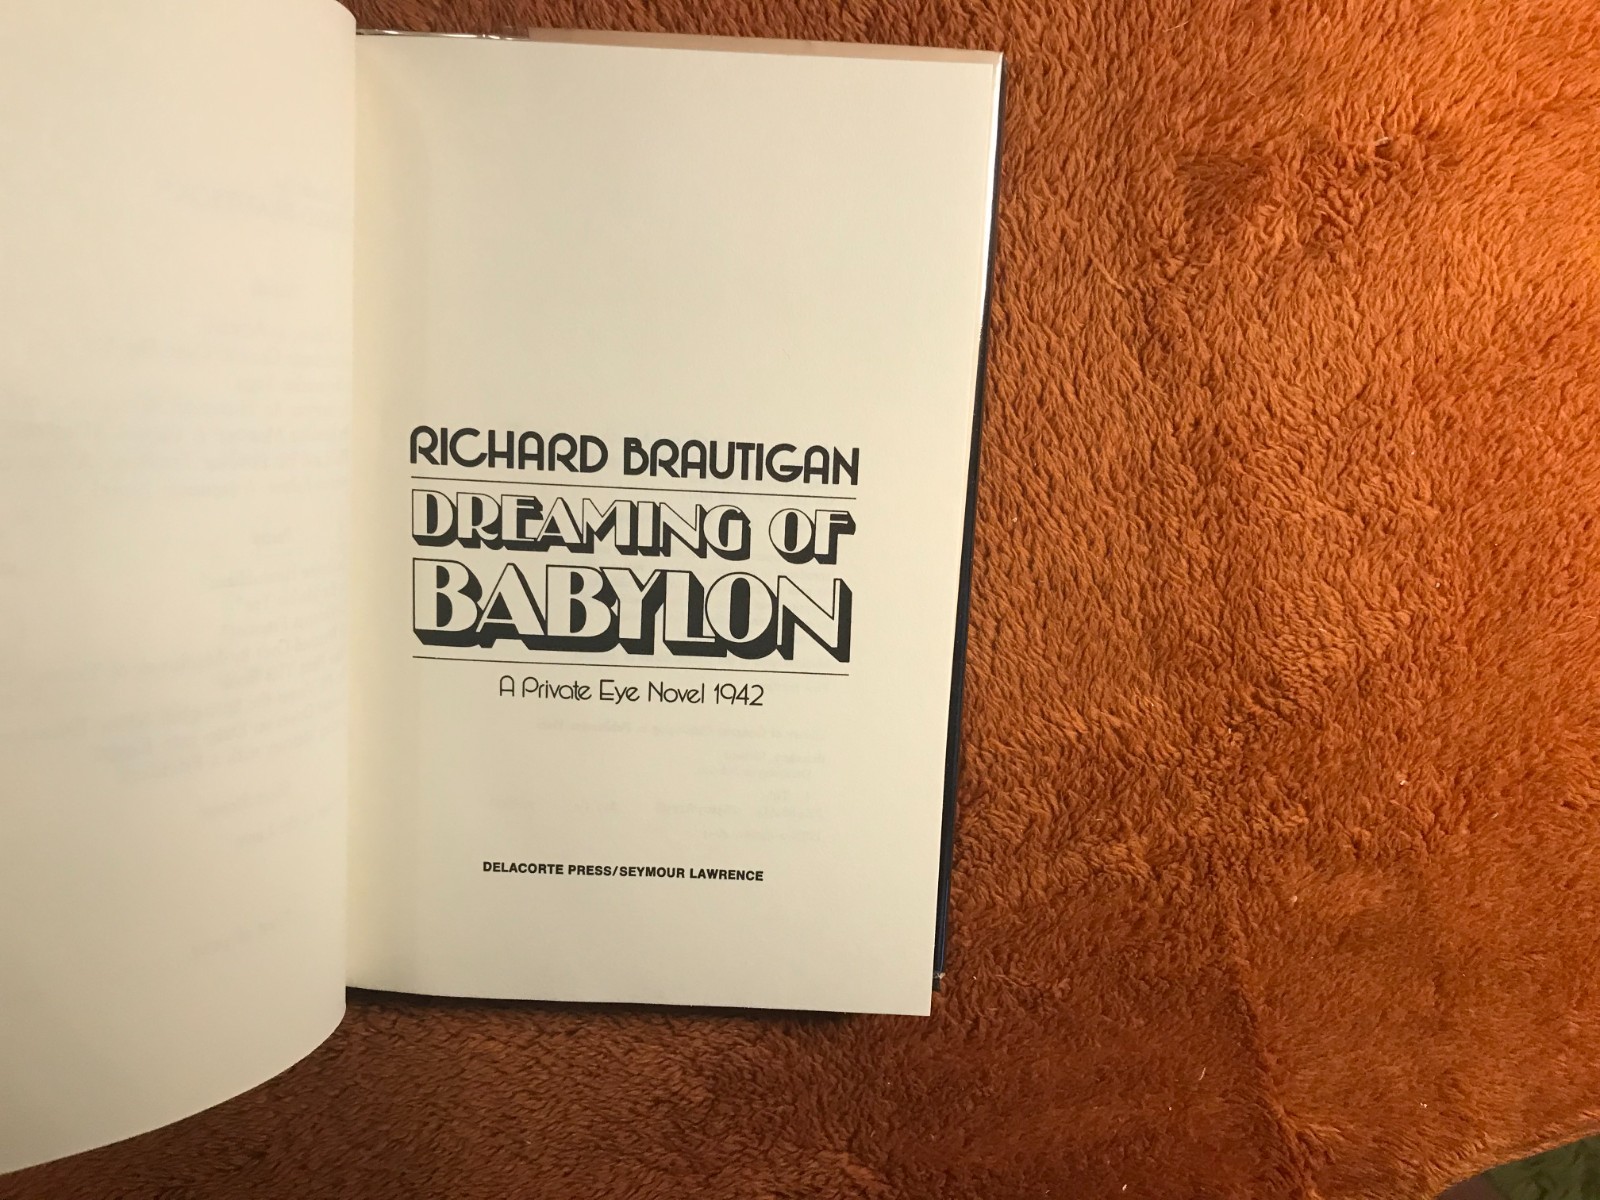 RICHARD BRAUTIGAN
DREAMING OF
BABYLON
A Private Eye Novel 1942
DELACORTE PRESS/SEYMOUR LAWRENCE